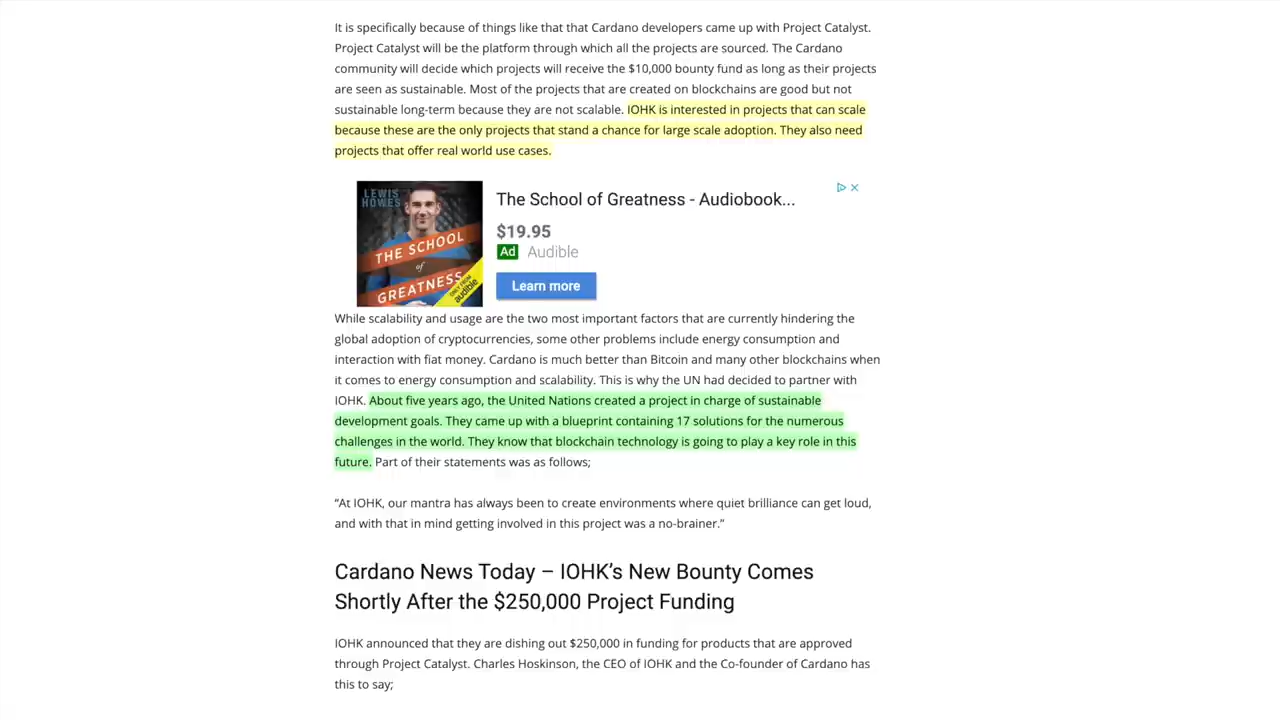 It is specifically because of things like that that Cardano developers came up with Project Catalyst.
Project Catalyst will be the platform through which all the projects are sourced. The Cardano
community will decide which projects will receive the $10,000 bounty fund as long as their projects
are seen as sustainable. Most of the projects that are created on blockchains are good but not
sustainable long-term because they are not scalable. IOHK is interested in projects that can scale
because these are the only projects that stand a chance for large scale adoption. They also need
projects that offer real world use cases.
LEWIS
HOWES
THE SCHOOL
of
GREATNESS
ONLY FROM
audible
The School of Greatness - Audiobook...
$19.95
Ad Audible
Learn more
While scalability and usage are the two most important factors that are currently hindering the
global adoption of cryptocurrencies, some other problems include energy consumption and
interaction with fiat money. Cardano is much better than Bitcoin and many other blockchains when
it comes to energy consumption and scalability. This is why the UN had decided to partner with
IOHK. About five years ago, the United Nations created a project in charge of sustainable
development goals. They came up with a blueprint containing 17 solutions for the numerous
challenges in the world. They know that blockchain technology is going to play a key role in this
future. Part of their statements was as follows;
“At IOHK, our mantra has always been to create environments where quiet brilliance can get loud,
and with that in mind getting involved in this project was a no-brainer.”
Cardano News Today – IOHK’s New Bounty Comes
Shortly After the $250,000 Project Funding
IOHK announced that they are dishing out $250,000 in funding for products that are approved
through Project Catalyst. Charles Hoskinson, the CEO of IOHK and the Co-founder of Cardano has
this to say;